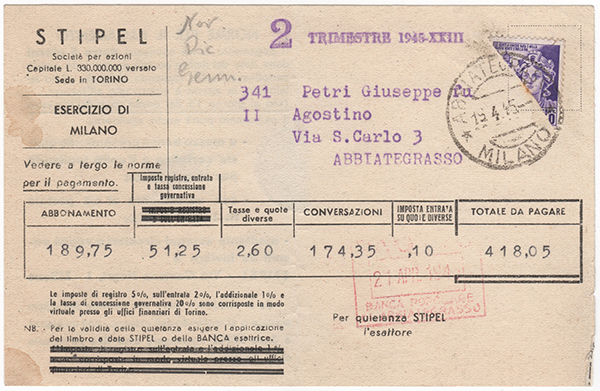 STIPEL
Società per azioni
Capitale L. 330.000.000 versato
Sede in TORINO
ESERCIZIO DI
MILANO
Vedere a tergo le norme
per il pagamento.
Nov
Dic
Genn.
2 TRIMESTRE 1945-XXIII
341 Petri Giuseppe fu
II Agostino
Via S.Carlo 3
ABBIATEGRASSO
ABBIATEGRASSO
19.4.45
* MILANO *
Imposte registro, entrata
e tassa concessione
governativa
ABBONAMENTO
Tasse e quote
diverse
CONVERSAZIONI
IMPOSTA ENTRATA
SU QUOTE DIVERSE
TOTALE DA PAGARE
189,75 51,25 2,60 174,35 ,10 418,05
21 APR 194
BANCA POPOLARE
Le imposte di registro 5%, sull'entrata 2%, l'addizionale 1% e
la tassa di concessione governativa 20% sono corrisposte in modo
virtuale presso gli uffici finanziari di Torino.
NB. - Per la validità della quietanza esigere l'applicazione
del timbro a data STIPEL o della BANCA esattrice.
Per quietanza STIPEL
l'esattore